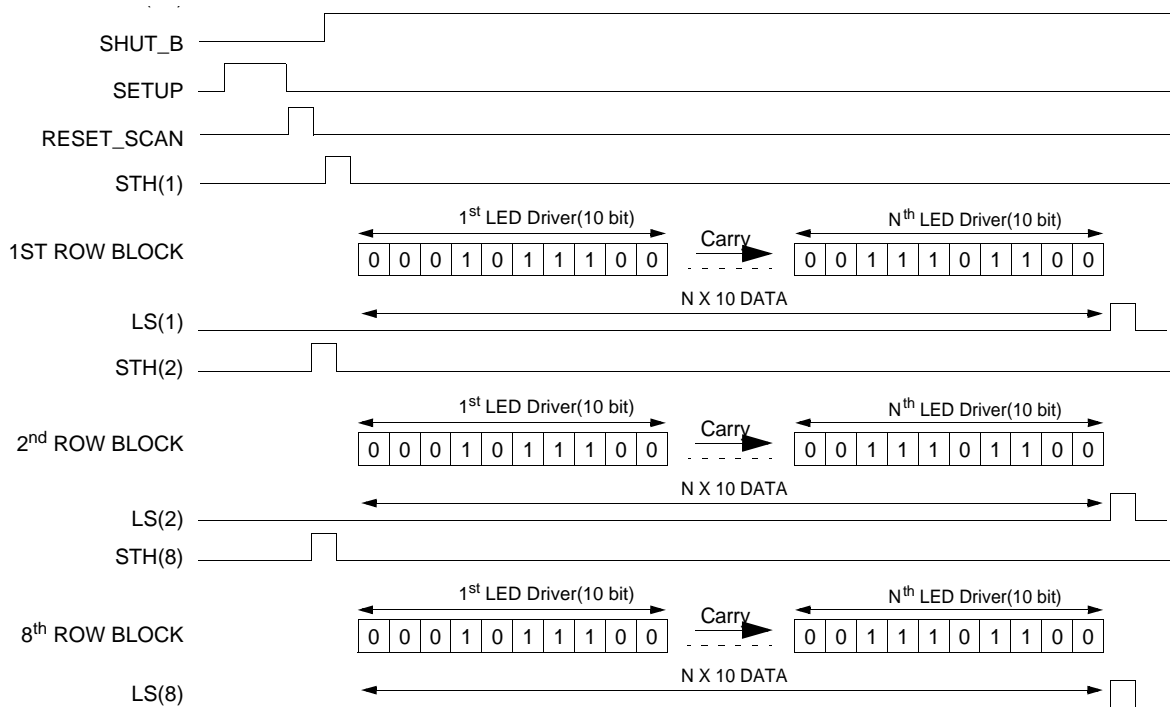 SHUT_B
SETUP
RESET_SCAN
STH(1)
1st LED Driver(10 bit)
Nth LED Driver(10 bit)
1ST ROW BLOCK
0 0 0 1 0 1 1 1 0 0
Carry
0 0 1 1 1 0 1 1 0 0
N X 10 DATA
LS(1)
STH(2)
1st LED Driver(10 bit)
Nth LED Driver(10 bit)
2nd ROW BLOCK
0 0 0 1 0 1 1 1 0 0
Carry
0 0 1 1 1 0 1 1 0 0
N X 10 DATA
LS(2)
STH(8)
1st LED Driver(10 bit)
Nth LED Driver(10 bit)
8th ROW BLOCK
0 0 0 1 0 1 1 1 0 0
Carry
0 0 1 1 1 0 1 1 0 0
N X 10 DATA
LS(8)